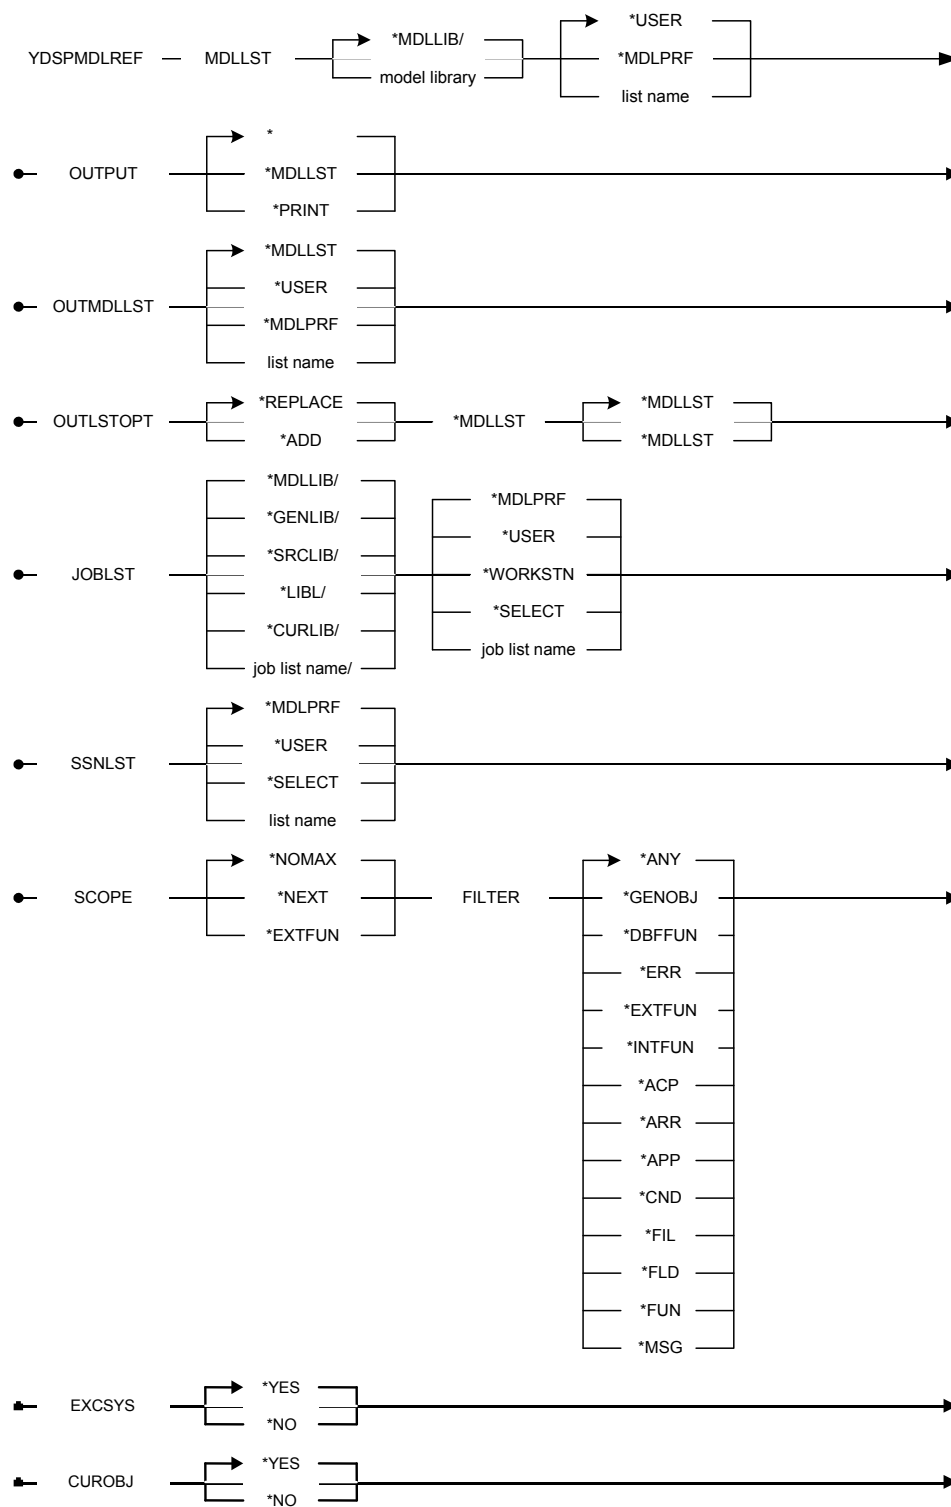 *USER
*MDLLIB/
YDSPMDLREF MDLLST *MDLPRF
model library
list name
*
OUTPUT *MDLLST
*PRINT
*MDLLST
*USER
OUTMDLLST
*MDLPRF
list name
*REPLACE *MDLLST
OUTLSTOPT *MDLLST
*ADD *MDLLST
*MDLLIB/
*MDLPRF
*GENLIB/
*USER
*SRCLIB/
JOBLST *WORKSTN
*LIBL/
*SELECT
*CURLIB/
job list name
job list name/
*MDLPRF
*USER
SSNLST
*SELECT
list name
*NOMAX *ANY
SCOPE *NEXT FILTER *GENOBJ
*EXTFUN *DBFFUN
*ERR
*EXTFUN
*INTFUN
*ACP
*ARR
*APP
*CND
*FIL
*FLD
*FUN
*MSG
*YES
EXCSYS
*NO
*YES
CUROBJ
*NO